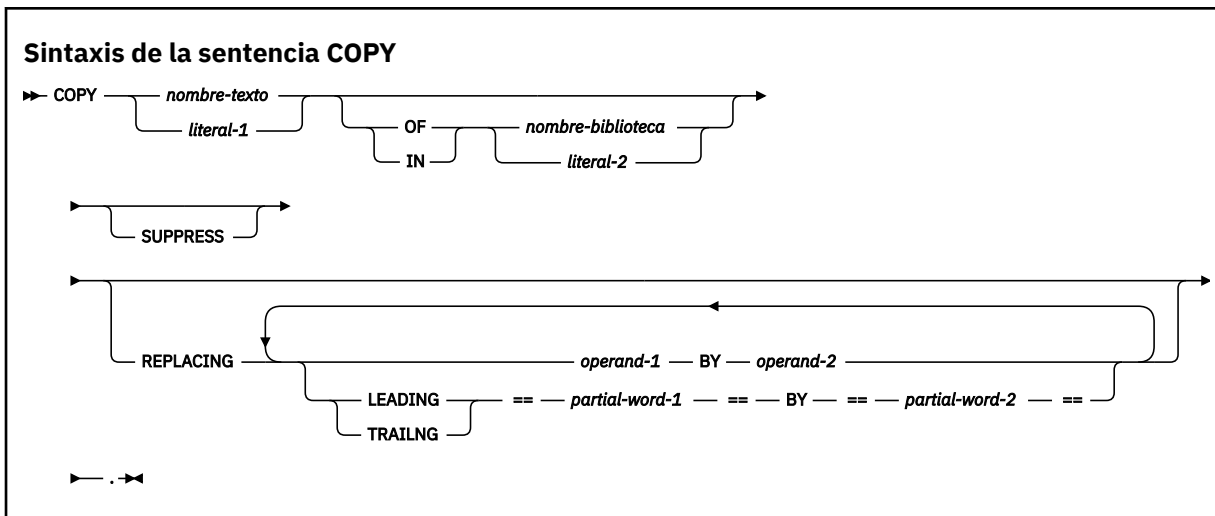 Sintaxis de la sentencia COPY
COPY nombre-texto
literal-1
OF nombre-biblioteca
IN literal-2
SUPPRESS
REPLACING operand-1 BY operand-2
LEADING == partial-word-1 == BY == partial-word-2 ==
TRAILNG
.